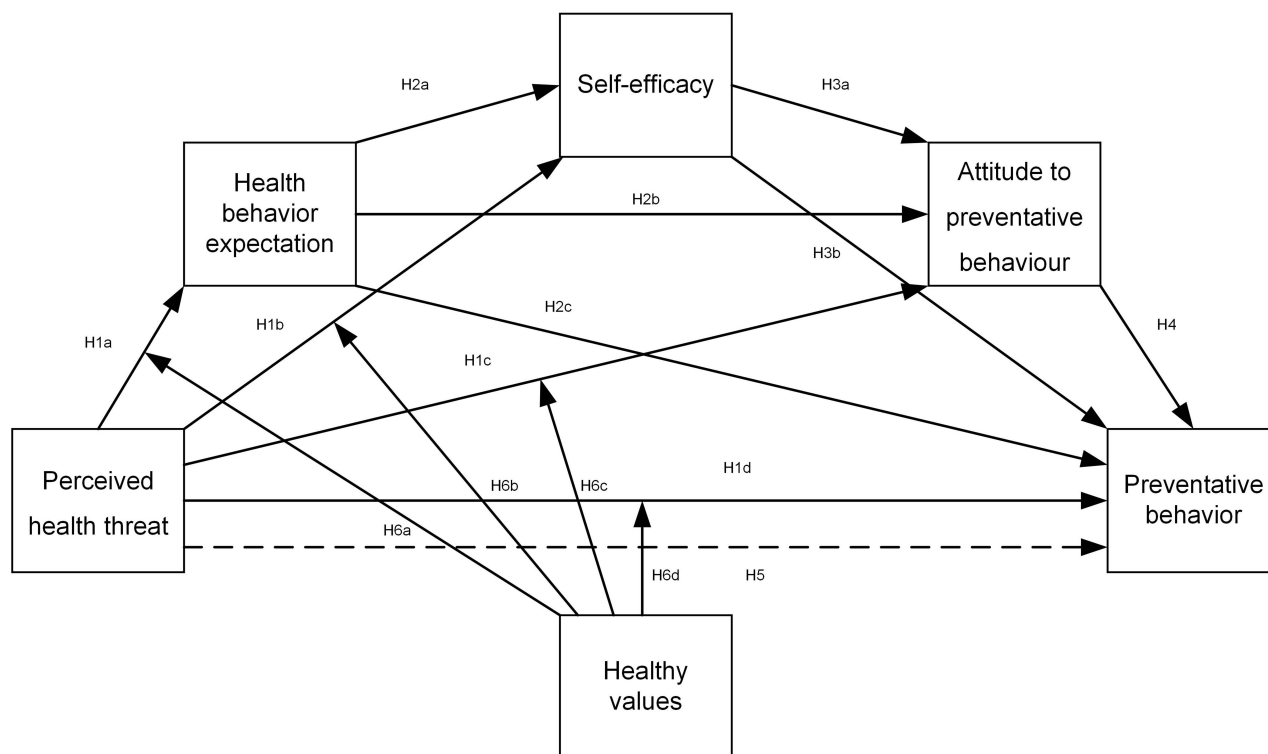 Self-efficacy
H2a
H3a
Health
behavior
expectation
Attitude to
preventative
behaviour
H2b
H3b
H1a
H1b
H2c
H4
H1c
Perceived
health threat
H1d
Preventative
behavior
H6b
H6c
H6a
H6d
H5
Healthy
values